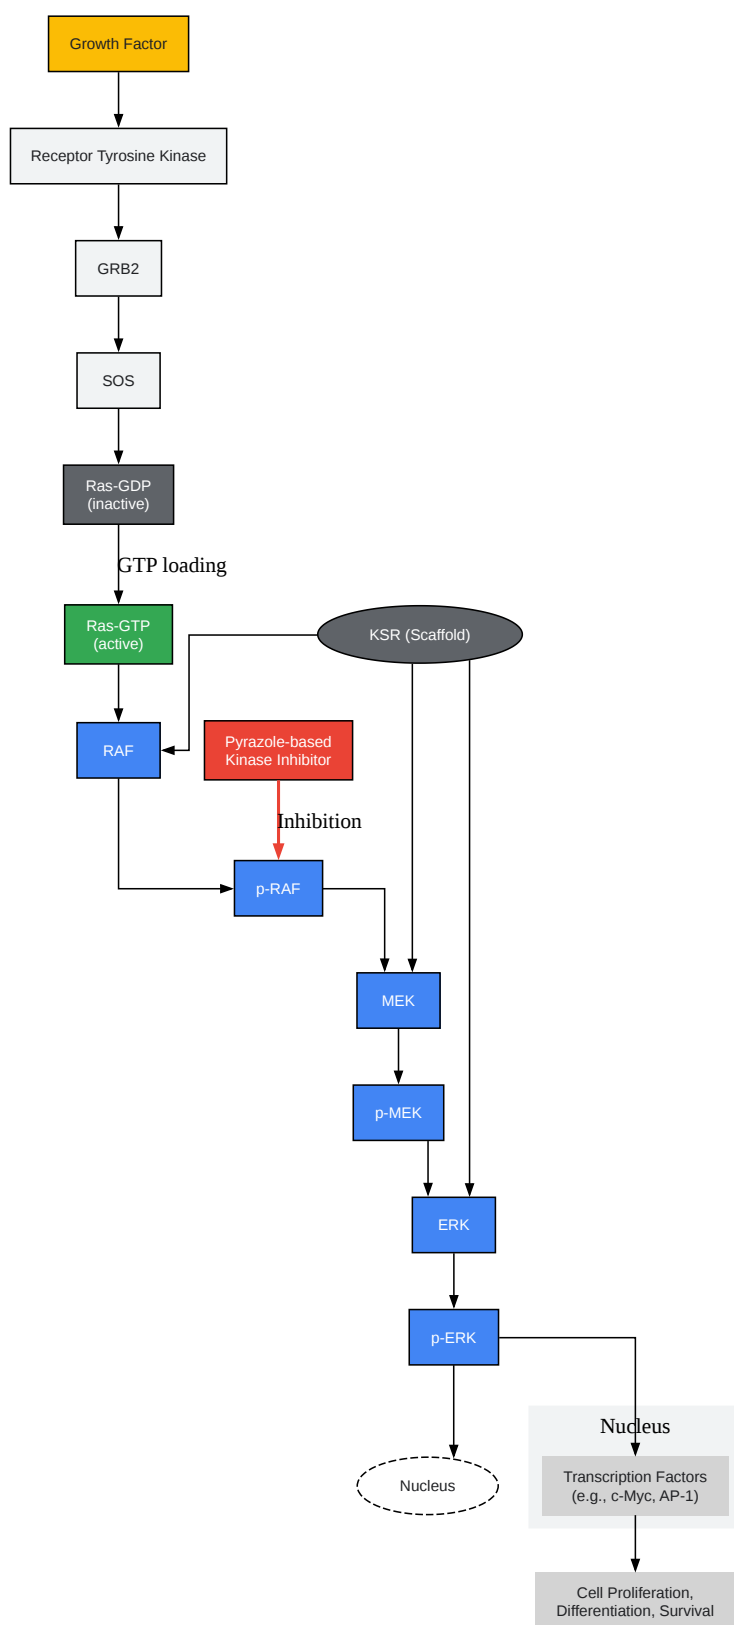 Growth Factor
Receptor Tyrosine Kinase
GRB2
SOS
Ras-GDP
(inactive)
GTP loading
Ras-GTP
(active)
KSR (Scaffold)
RAF
Pyrazole-based
Kinase Inhibitor
Inhibition
p-RAF
MEK
p-MEK
ERK
p-ERK
Nucleus
Transcription Factors
(e.g., c-Myc, AP-1)
Nucleus
Cell Proliferation,
Differentiation, Survival